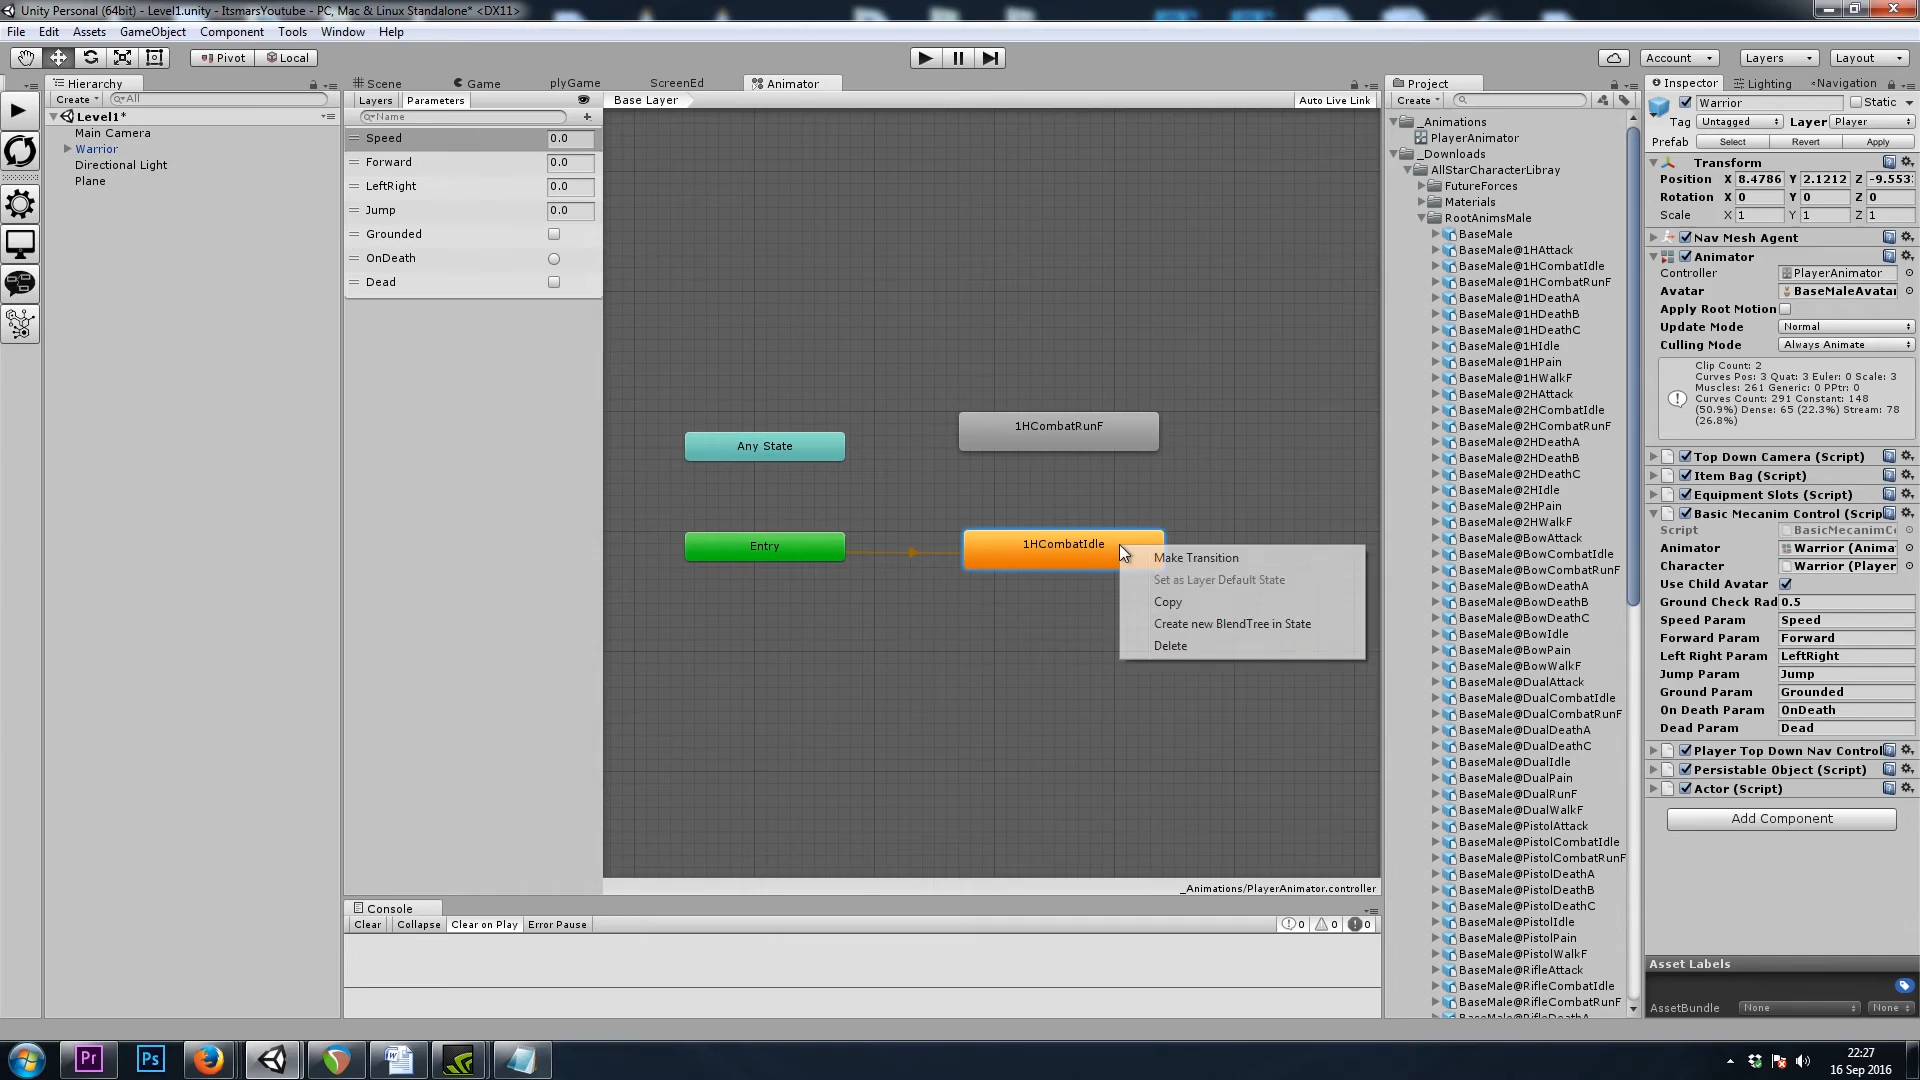 Unity Personal (64bit) - Level1.unity - ItsmarsYoutube - PC, Mac & Linux Standalone* <DX11>
File Edit Assets GameObject Component Tools Window Help
Pivot Local Account Layers Layout
Hierarchy
Create All
Level1*
Main Camera
Warrior
Directional Light
Plane
Scene Game plyGame ScreenEd Animator
Layers Parameters
Name
Speed 0.0
Forward 0.0
LeftRight 0.0
Jump 0.0
Grounded
OnDeath
Dead
Base Layer Auto Live Link
Any State
1HCombatRunF
Entry
1HCombatIdle
Make Transition
Set as Layer Default State
Copy
Create new BlendTree in State
Delete
_Animations/PlayerAnimator.controller
Console
Clear Collapse Clear on Play Error Pause 0 0 0
Project
Create
_Animations
PlayerAnimator
_Downloads
AllStarCharacterLibray
FutureForces
Materials
RootAnimsMale
BaseMale
BaseMale@1HAttack
BaseMale@1HCombatIdle
BaseMale@1HCombatRunF
BaseMale@1HDeathA
BaseMale@1HDeathB
BaseMale@1HDeathC
BaseMale@1HIdle
BaseMale@1HPain
BaseMale@1HWalkF
BaseMale@2HAttack
BaseMale@2HCombatIdle
BaseMale@2HCombatRunF
BaseMale@2HDeathA
BaseMale@2HDeathB
BaseMale@2HDeathC
BaseMale@2HIdle
BaseMale@2HPain
BaseMale@2HWalkF
BaseMale@BowAttack
BaseMale@BowCombatIdle
BaseMale@BowCombatRunF
BaseMale@BowDeathA
BaseMale@BowDeathB
BaseMale@BowDeathC
BaseMale@BowIdle
BaseMale@BowPain
BaseMale@BowWalkF
BaseMale@DualAttack
BaseMale@DualCombatIdle
BaseMale@DualCombatRunF
BaseMale@DualDeathA
BaseMale@DualDeathC
BaseMale@DualIdle
BaseMale@DualPain
BaseMale@DualRunF
BaseMale@DualWalkF
BaseMale@PistolAttack
BaseMale@PistolCombatIdle
BaseMale@PistolCombatRunF
BaseMale@PistolDeathA
BaseMale@PistolDeathB
BaseMale@PistolDeathC
BaseMale@PistolIdle
BaseMale@PistolPain
BaseMale@PistolWalkF
BaseMale@RifleAttack
BaseMale@RifleCombatIdle
BaseMale@RifleCombatRunF
BaseMale@RifleDeathA
Inspector Lighting Navigation
Warrior Static
Tag Untagged Layer Player
Prefab Select Revert Apply
Transform
Position X 8.4786 Y 2.1212 Z -9.553
Rotation X 0 Y 0 Z 0
Scale X 1 Y 1 Z 1
Nav Mesh Agent
Animator
Controller PlayerAnimator
Avatar BaseMaleAvatar
Apply Root Motion
Update Mode Normal
Culling Mode Always Animate
Clip Count: 2
Curves Pos: 3 Quat: 3 Euler: 0 Scale: 3
Muscles: 261 Generic: 0 PPtr: 0
Curves Count: 291 Constant: 148
(50.9%) Dense: 65 (22.3%) Stream: 78
(26.8%)
Top Down Camera (Script)
Item Bag (Script)
Equipment Slots (Script)
Basic Mecanim Control (Scrip
Script BasicMecanimCo
Animator Warrior (Anima
Character Warrior (Player
Use Child Avatar
Ground Check Rad 0.5
Speed Param Speed
Forward Param Forward
Left Right Param LeftRight
Jump Param Jump
Ground Param Grounded
On Death Param OnDeath
Dead Param Dead
Player Top Down Nav Control
Persistable Object (Script)
Actor (Script)
Add Component
Asset Labels
AssetBundle None None
Pr Ps
22:27
16 Sep 2016